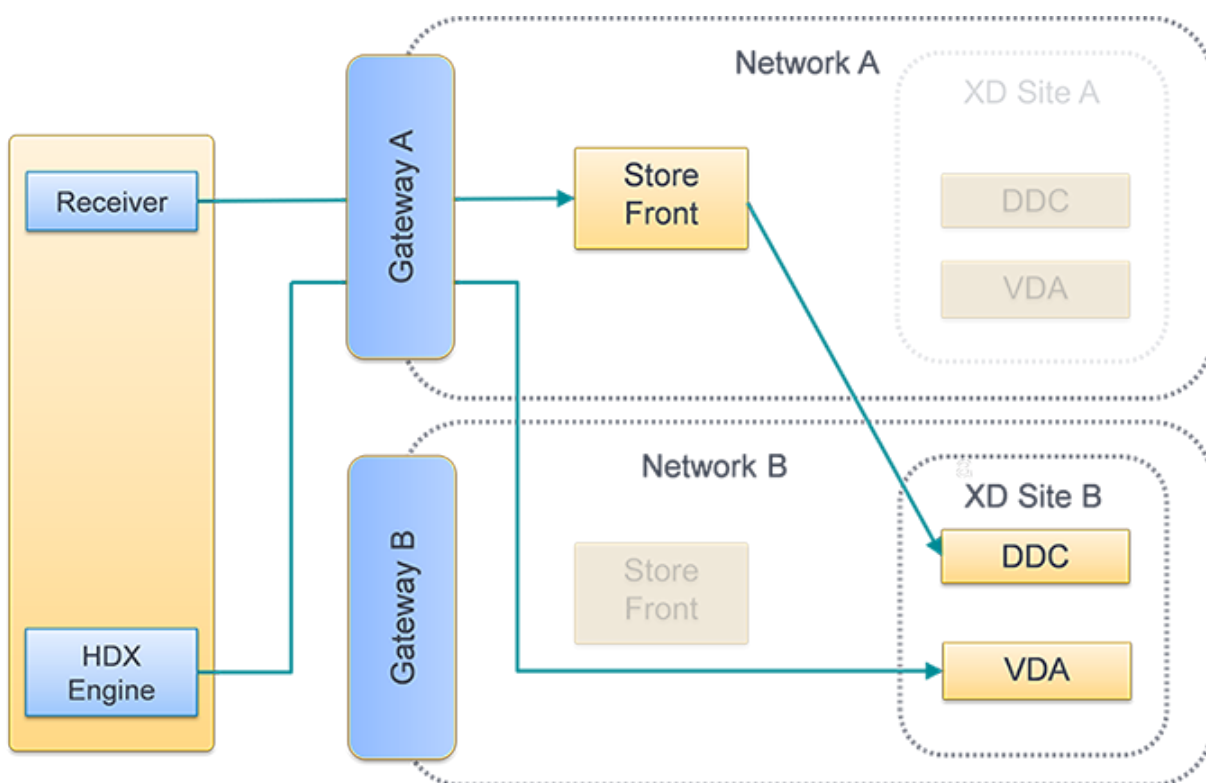 Network A
XD Site A
Gateway A
Receiver
Store
Front
DDC
VDA
Network B
XD Site B
Gateway B
Store
Front
DDC
HDX
Engine
VDA